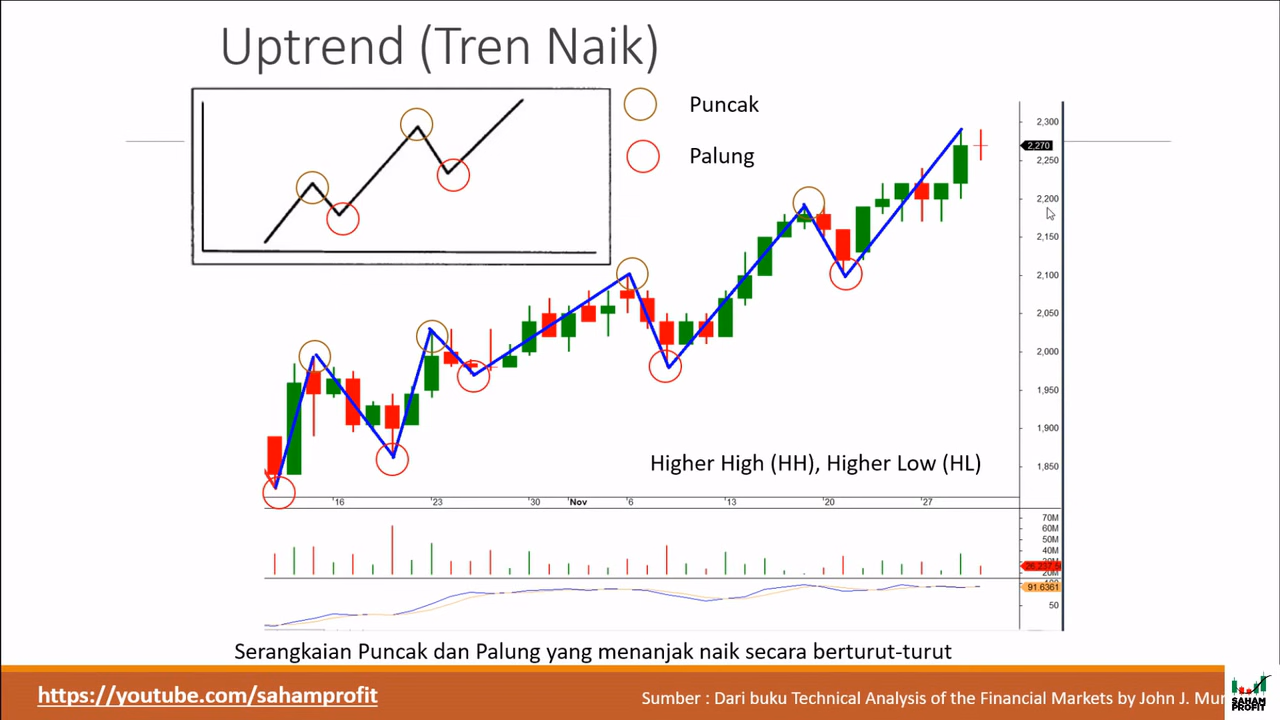 Uptrend (Tren Naik)
Puncak
Palung
2,300
2,270
2,250
2,200
2,150
2,100
2,050
2,000
1,950
1,900
1,850
Higher High (HH), Higher Low (HL)
'16 '23 '30 Nov '6 '13 '20 '27
70M
60M
50M
40M
20M
91.6361
50
Serangkaian Puncak dan Palung yang menanjak naik secara berturut-turut
https://youtube.com/sahamprofit
Sumber : Dari buku Technical Analysis of the Financial Markets by John J. Mur
SAHAM
PROFIT